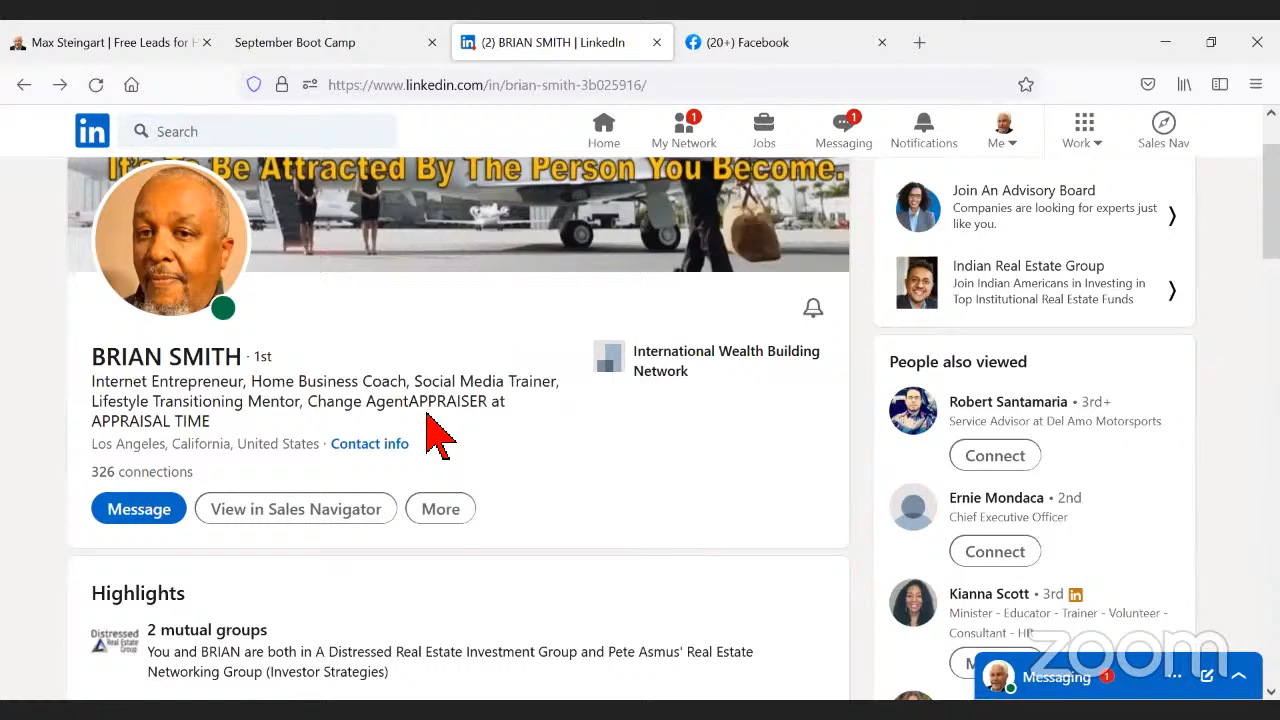 Max Steingart | Free Leads for H
September Boot Camp
(2) BRIAN SMITH | LinkedIn
(20+) Facebook
https://www.linkedin.com/in/brian-smith-3b025916/
in
Search
Home
1
My Network
Jobs
1
Messaging
Notifications
Me
Work
Sales Nav
Be Attracted By The Person You Become.
Join An Advisory Board
Companies are looking for experts just
like you.
Indian Real Estate Group
Join Indian Americans in Investing in
Top Institutional Real Estate Funds
BRIAN SMITH · 1st
Internet Entrepreneur, Home Business Coach, Social Media Trainer,
Lifestyle Transitioning Mentor, Change AgentAPPRAISER at
APPRAISAL TIME
Los Angeles, California, United States · Contact info
326 connections
Message
View in Sales Navigator
More
International Wealth Building
Network
People also viewed
Robert Santamaria • 3rd+
Service Advisor at Del Amo Motorsports
Connect
Ernie Mondaca • 2nd
Chief Executive Officer
Connect
Kianna Scott • 3rd in
Minister - Educator - Trainer - Volunteer -
Consultant - HR
Highlights
Distressed
Real Estate
Group
2 mutual groups
You and BRIAN are both in A Distressed Real Estate Investment Group and Pete Asmus' Real Estate
Networking Group (Investor Strategies)
zoom
Messaging 1